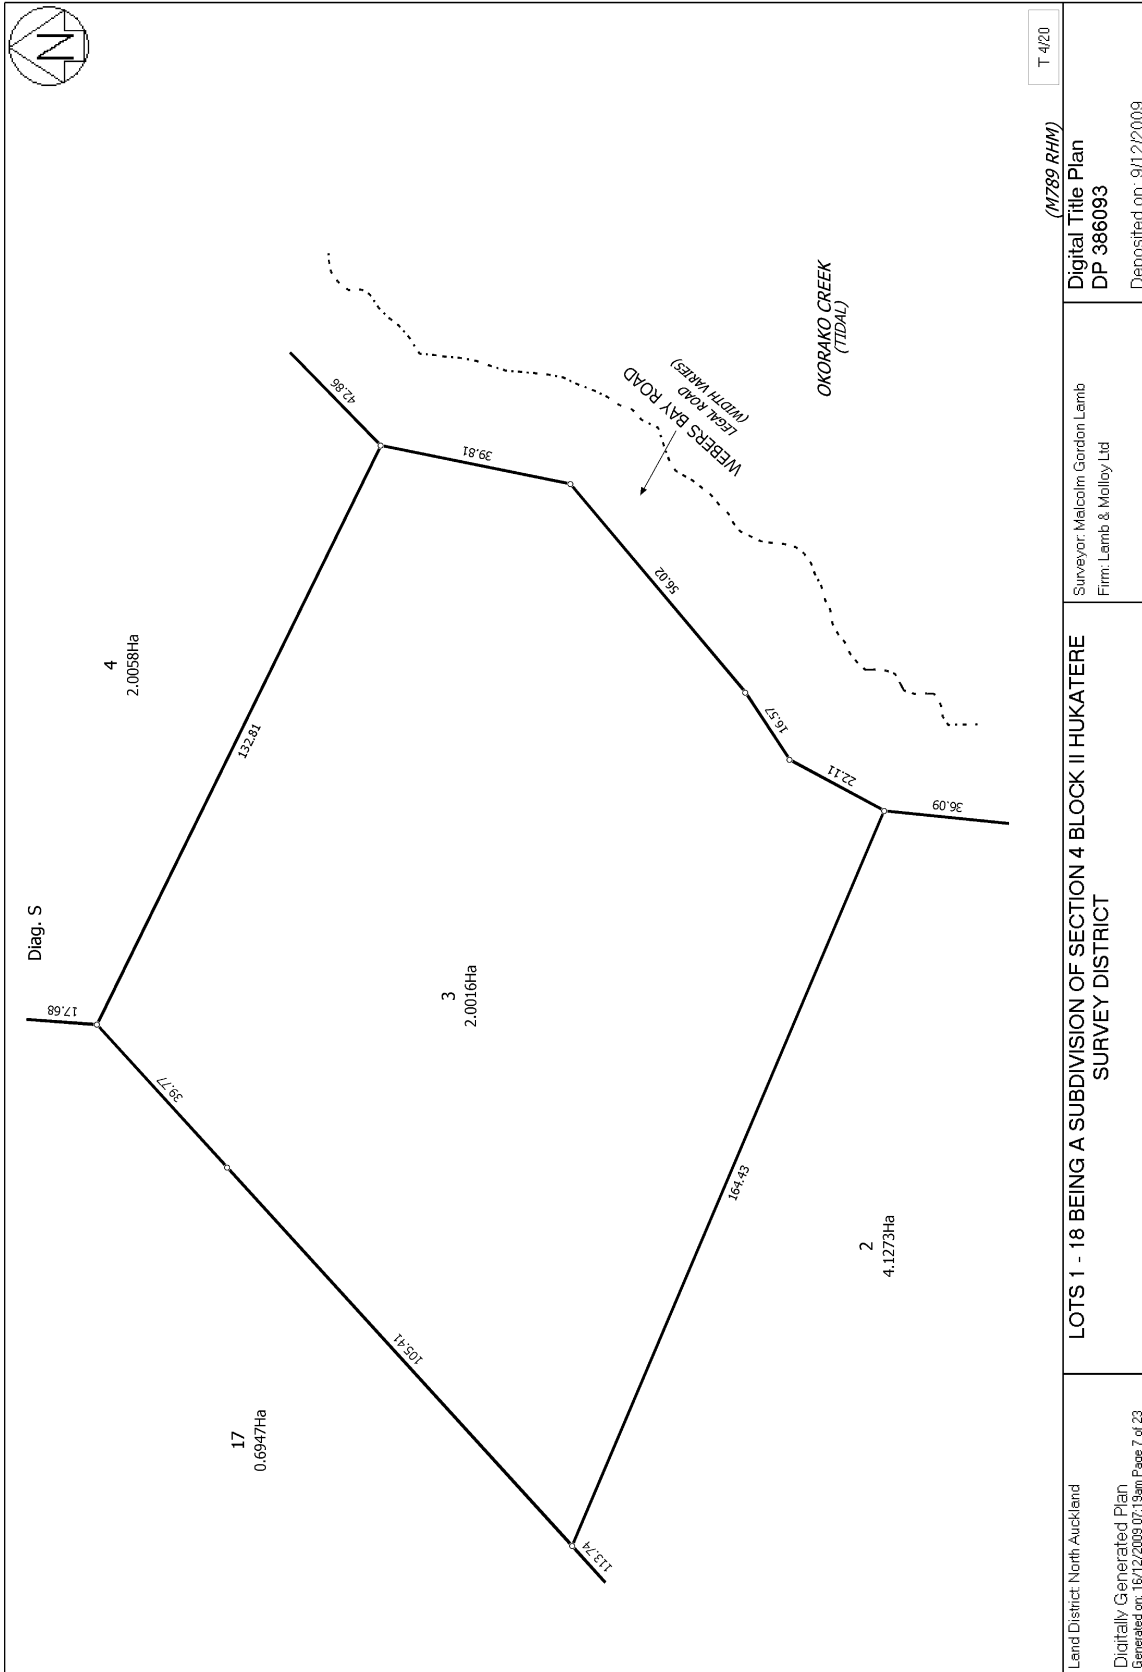 N
T 4/20
Diag. S
17.68
4
2.0058Ha
42.86
132.81
39.81
39.77
3
2.0016Ha
56.02
WEBERS BAY ROAD
LEGAL ROAD
(WIDTH VARIES)
OKORAKO CREEK
(TIDAL)
16.57
22.11
36.09
105.41
164.43
17
0.6947Ha
2
4.1273Ha
113.74
(M789 RHM)
Land District: North Auckland
Digitally Generated Plan
Generated on: 16/12/2009 07:19am Page 7 of 23
LOTS 1 - 18 BEING A SUBDIVISION OF SECTION 4 BLOCK II HUKATERE
SURVEY DISTRICT
Surveyor: Malcolm Gordon Lamb
Firm: Lamb & Molloy Ltd
Digital Title Plan
DP 386093
Deposited on: 9/12/2009